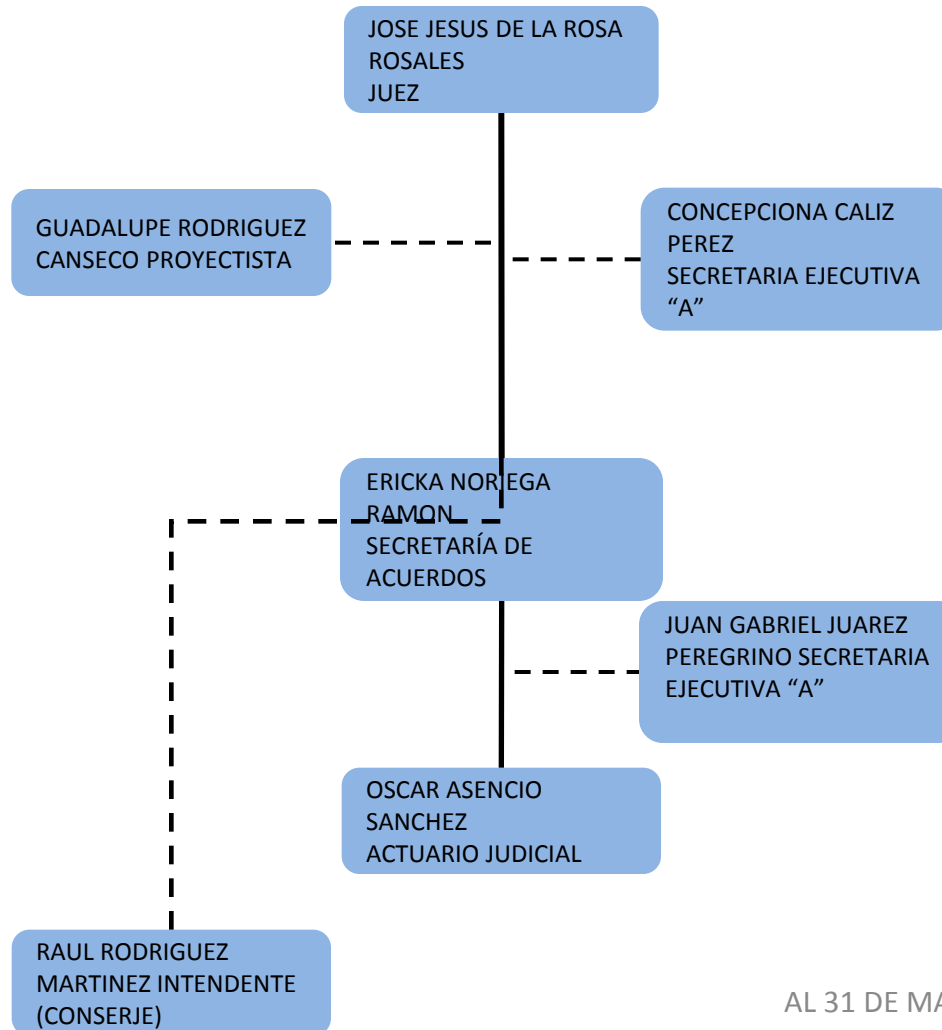 JOSE JESUS DE LA ROSA
ROSALES
JUEZ
GUADALUPE RODRIGUEZ
CANSECO PROYECTISTA
CONCEPCIONA CALIZ
PEREZ
SECRETARIA EJECUTIVA
“A”
ERICKA NORIEGA
RAMON
SECRETARÍA DE
ACUERDOS
JUAN GABRIEL JUAREZ
PEREGRINO SECRETARIA
EJECUTIVA “A”
OSCAR ASENCIO
SANCHEZ
ACTUARIO JUDICIAL
RAUL RODRIGUEZ
MARTINEZ INTENDENTE
(CONSERJE)
AL 31 DE